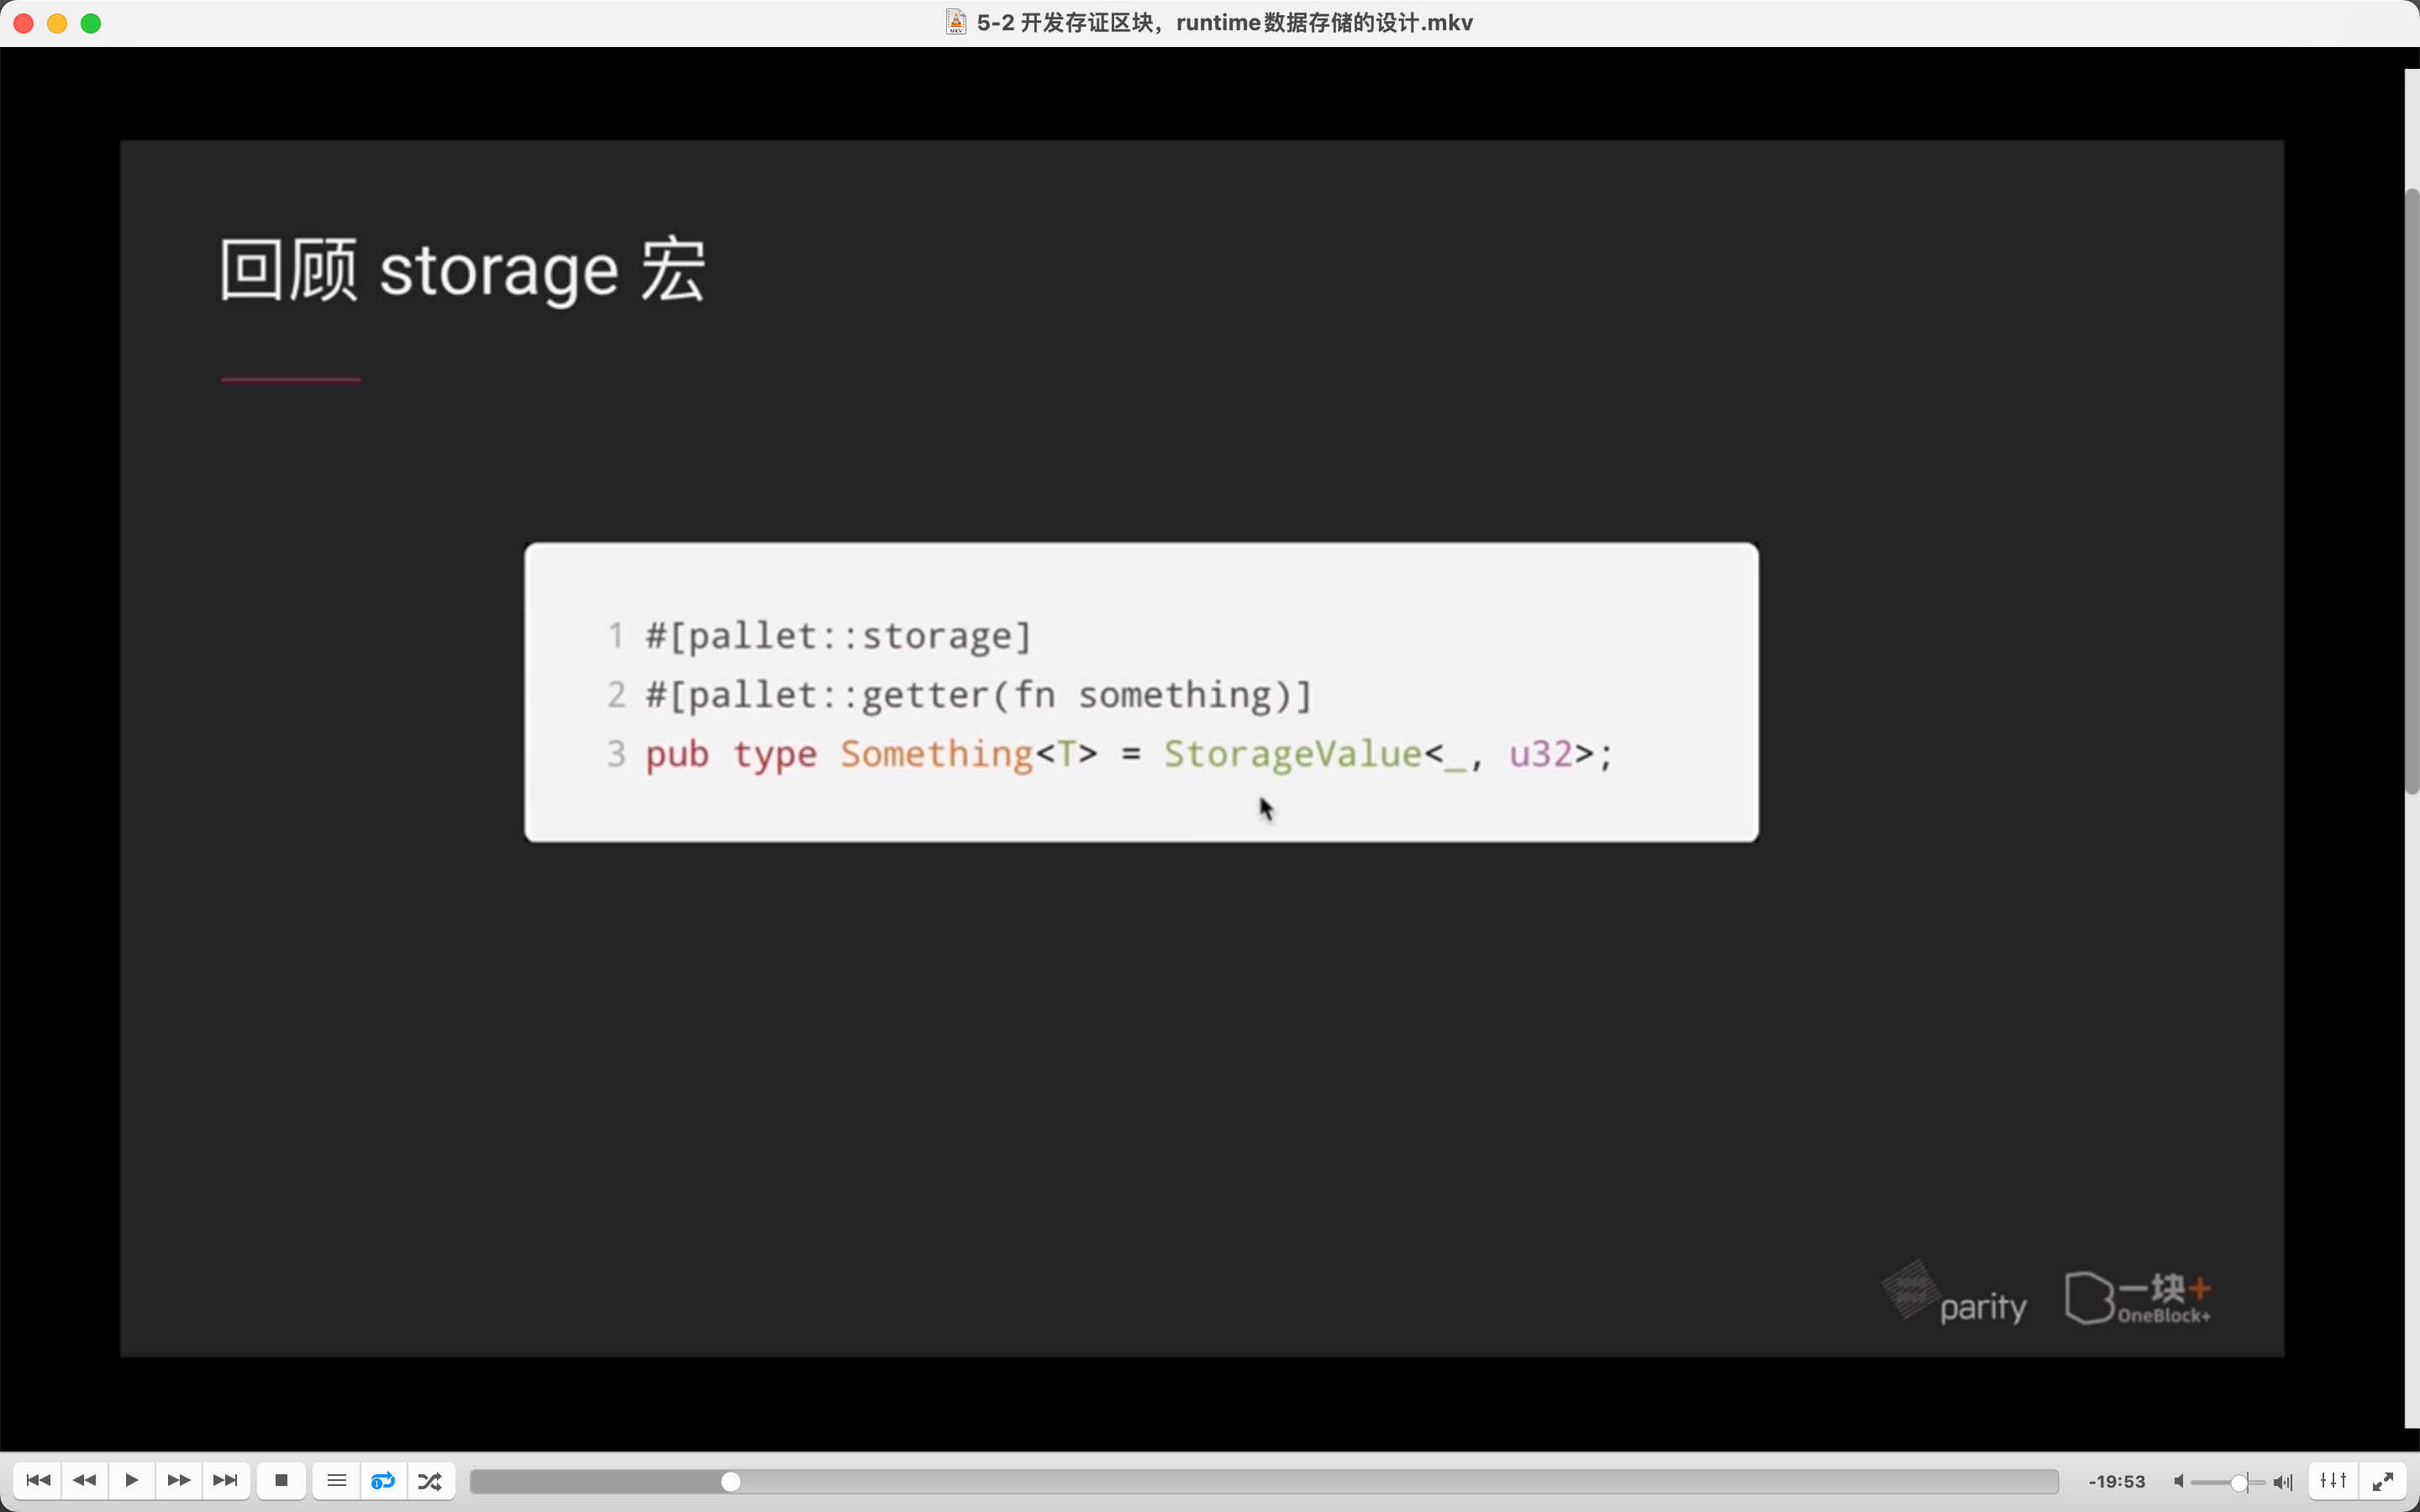 5-2 开发存证区块，runtime数据存储的设计.mkv
回顾 storage 宏
1 #[pallet::storage]
2 #[pallet::getter(fn something)]
3 pub type Something<T> = StorageValue<_, u32>;
parity
一块+
OneBlock+
-19:53